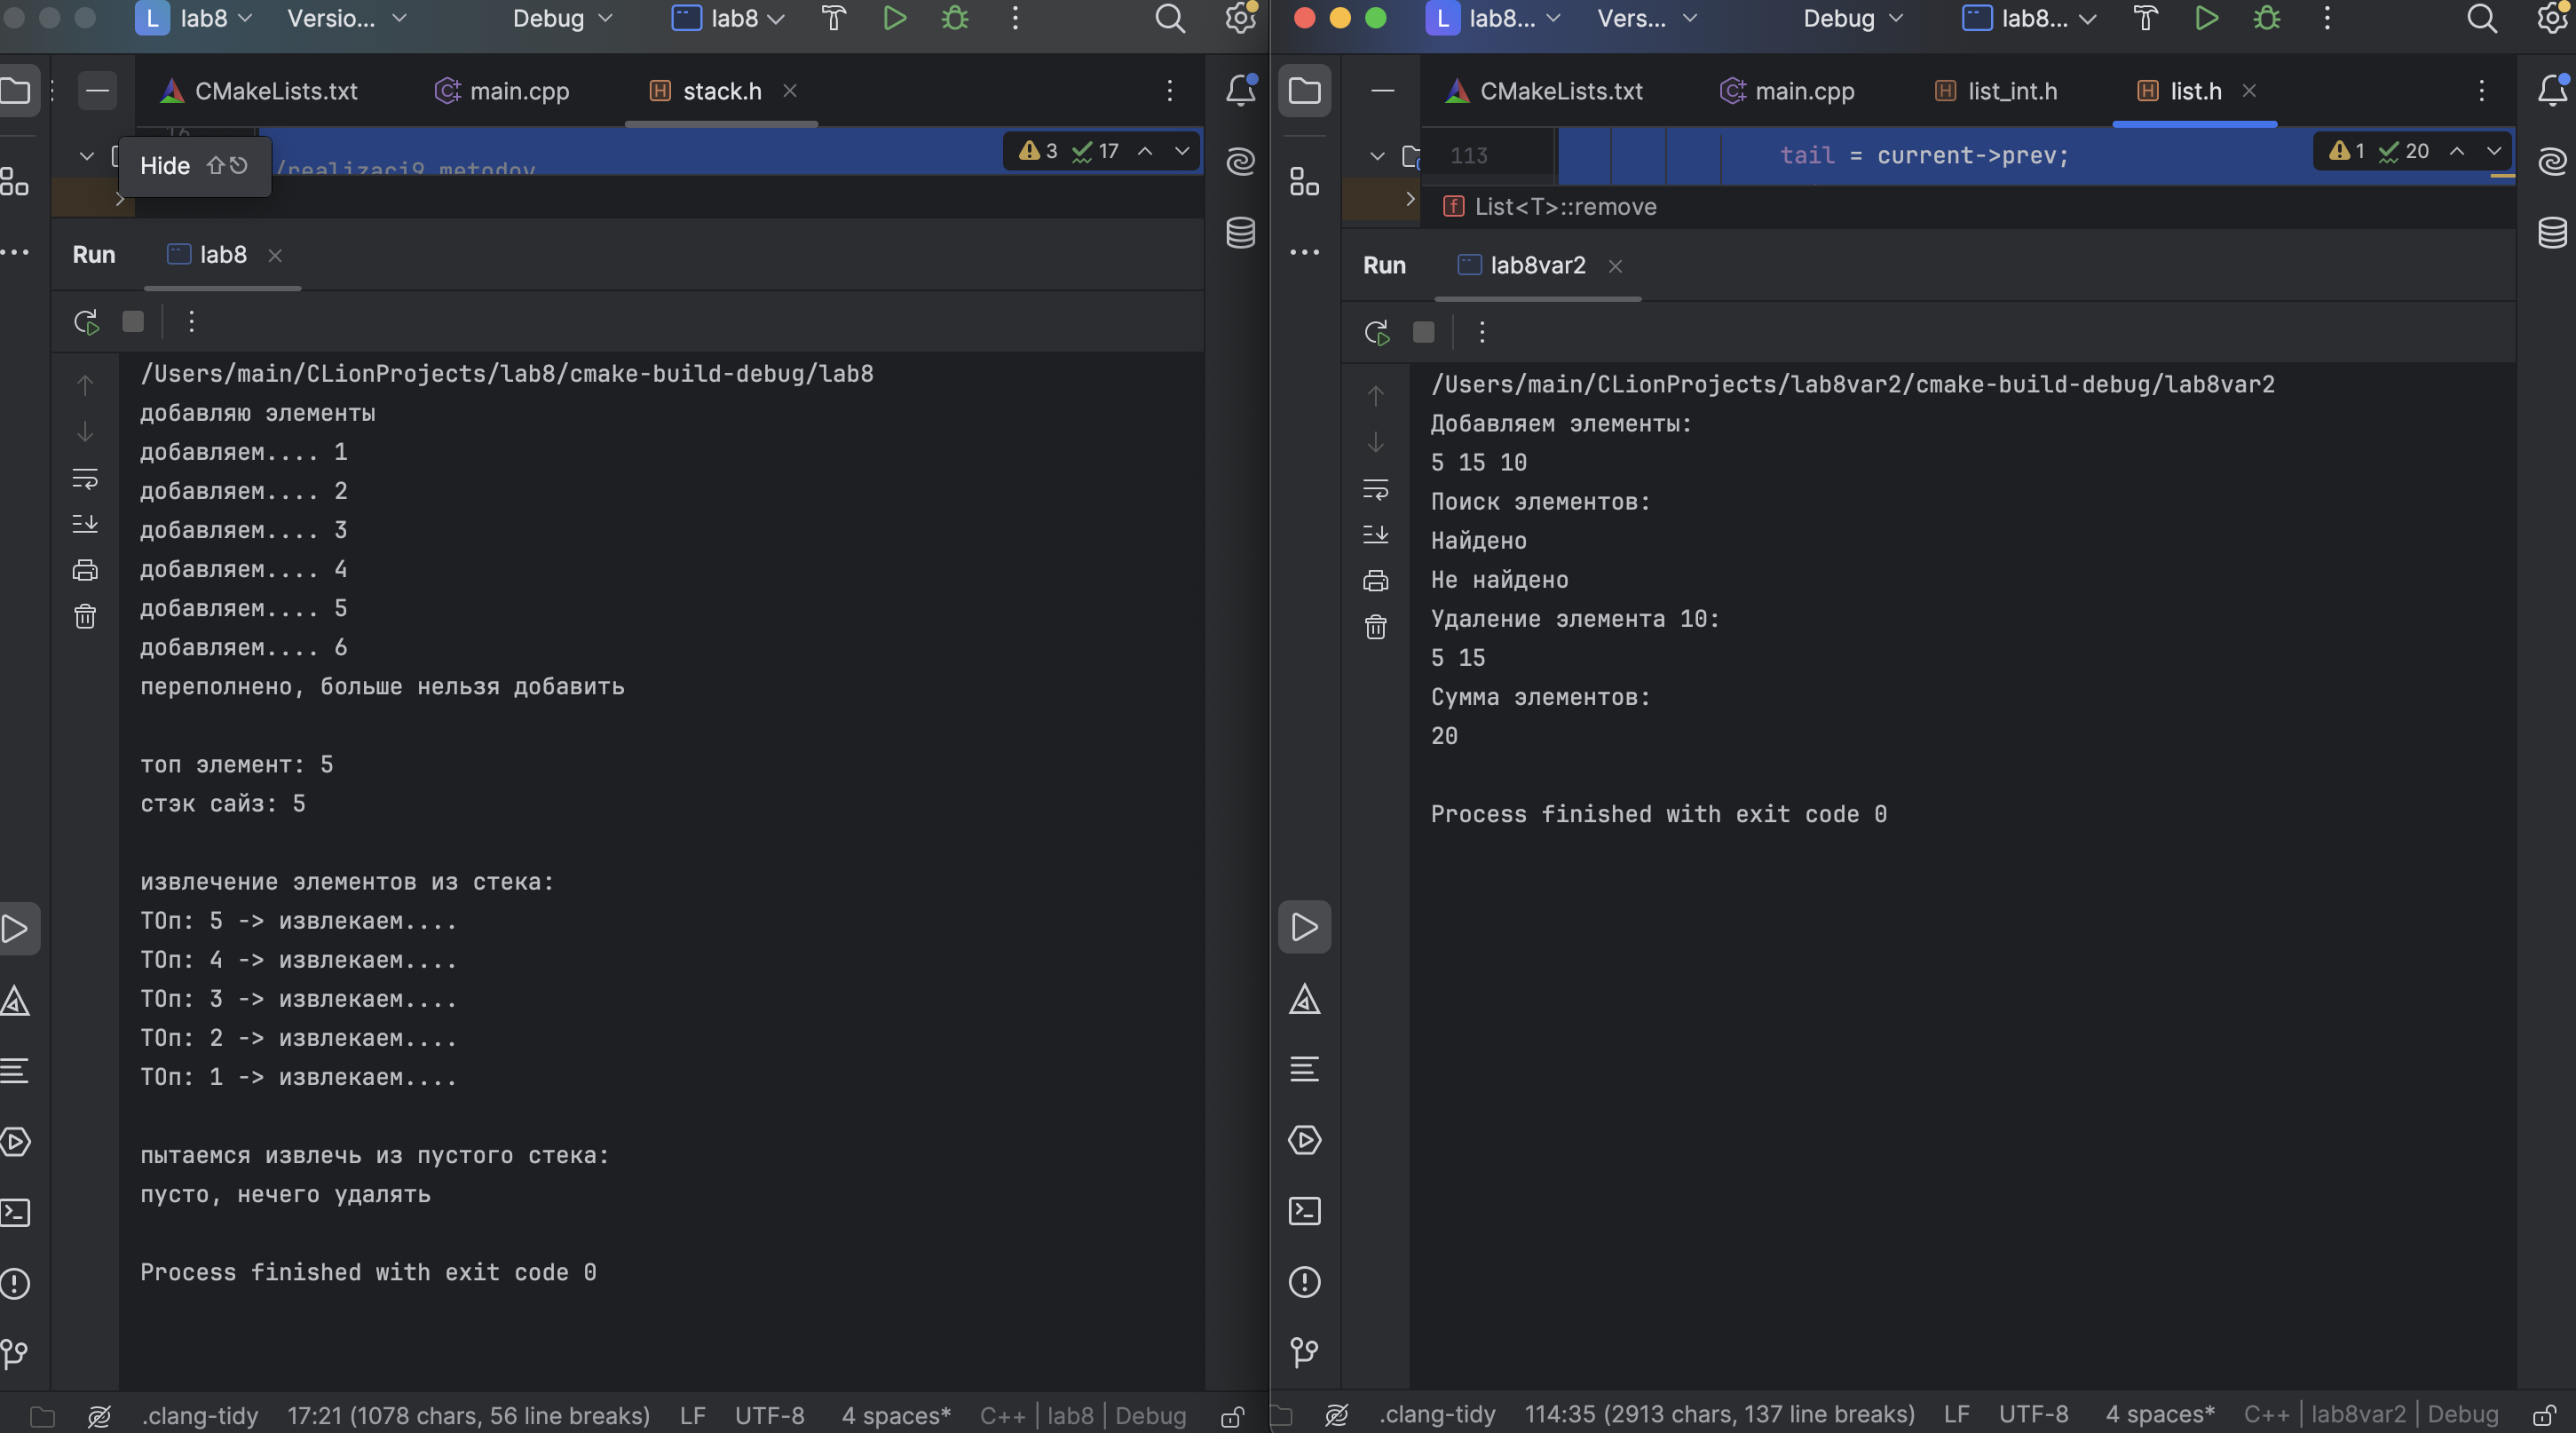 L lab8 Versio... Debug lab8
CMakeLists.txt main.cpp stack.h
16
3 17
Hide
/realizaci9 metodov
Run lab8
/Users/main/CLionProjects/lab8/cmake-build-debug/lab8
добавляю элементы
добавляем.... 1
добавляем.... 2
добавляем.... 3
добавляем.... 4
добавляем.... 5
добавляем.... 6
переполнено, больше нельзя добавить
топ элемент: 5
стэк сайз: 5
извлечение элементов из стека:
ТОп: 5 -> извлекаем....
ТОп: 4 -> извлекаем....
ТОп: 3 -> извлекаем....
ТОп: 2 -> извлекаем....
ТОп: 1 -> извлекаем....
пытаемся извлечь из пустого стека:
пусто, нечего удалять
Process finished with exit code 0
.clang-tidy 17:21 (1078 chars, 56 line breaks) LF UTF-8 4 spaces* C++ | lab8 | Debug
L lab8... Vers... Debug lab8...
CMakeLists.txt main.cpp list_int.h list.h
113 tail = current->prev; 1 20
f List<T>::remove
Run lab8var2
/Users/main/CLionProjects/lab8var2/cmake-build-debug/lab8var2
Добавляем элементы:
5 15 10
Поиск элементов:
Найдено
Не найдено
Удаление элемента 10:
5 15
Сумма элементов:
20
Process finished with exit code 0
.clang-tidy 114:35 (2913 chars, 137 line breaks) LF UTF-8 4 spaces* C++ | lab8var2 | Debug